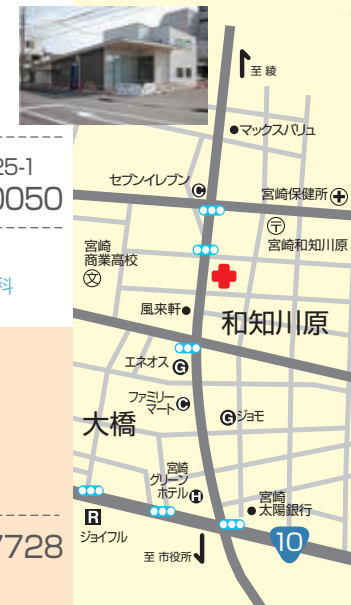 至 綾
マックスバリュ
25-1
0050
セブンイレブン
C
宮崎保健所
〒
宮崎和知川原
宮崎
商業高校
文
科
風来軒
和知川原
エネオス
G
ファミリー
マート
C
G
ジョモ
大橋
宮崎
グリーン
ホテル
H
宮崎
太陽銀行
R
ジョイフル
7728
至 市役所
10